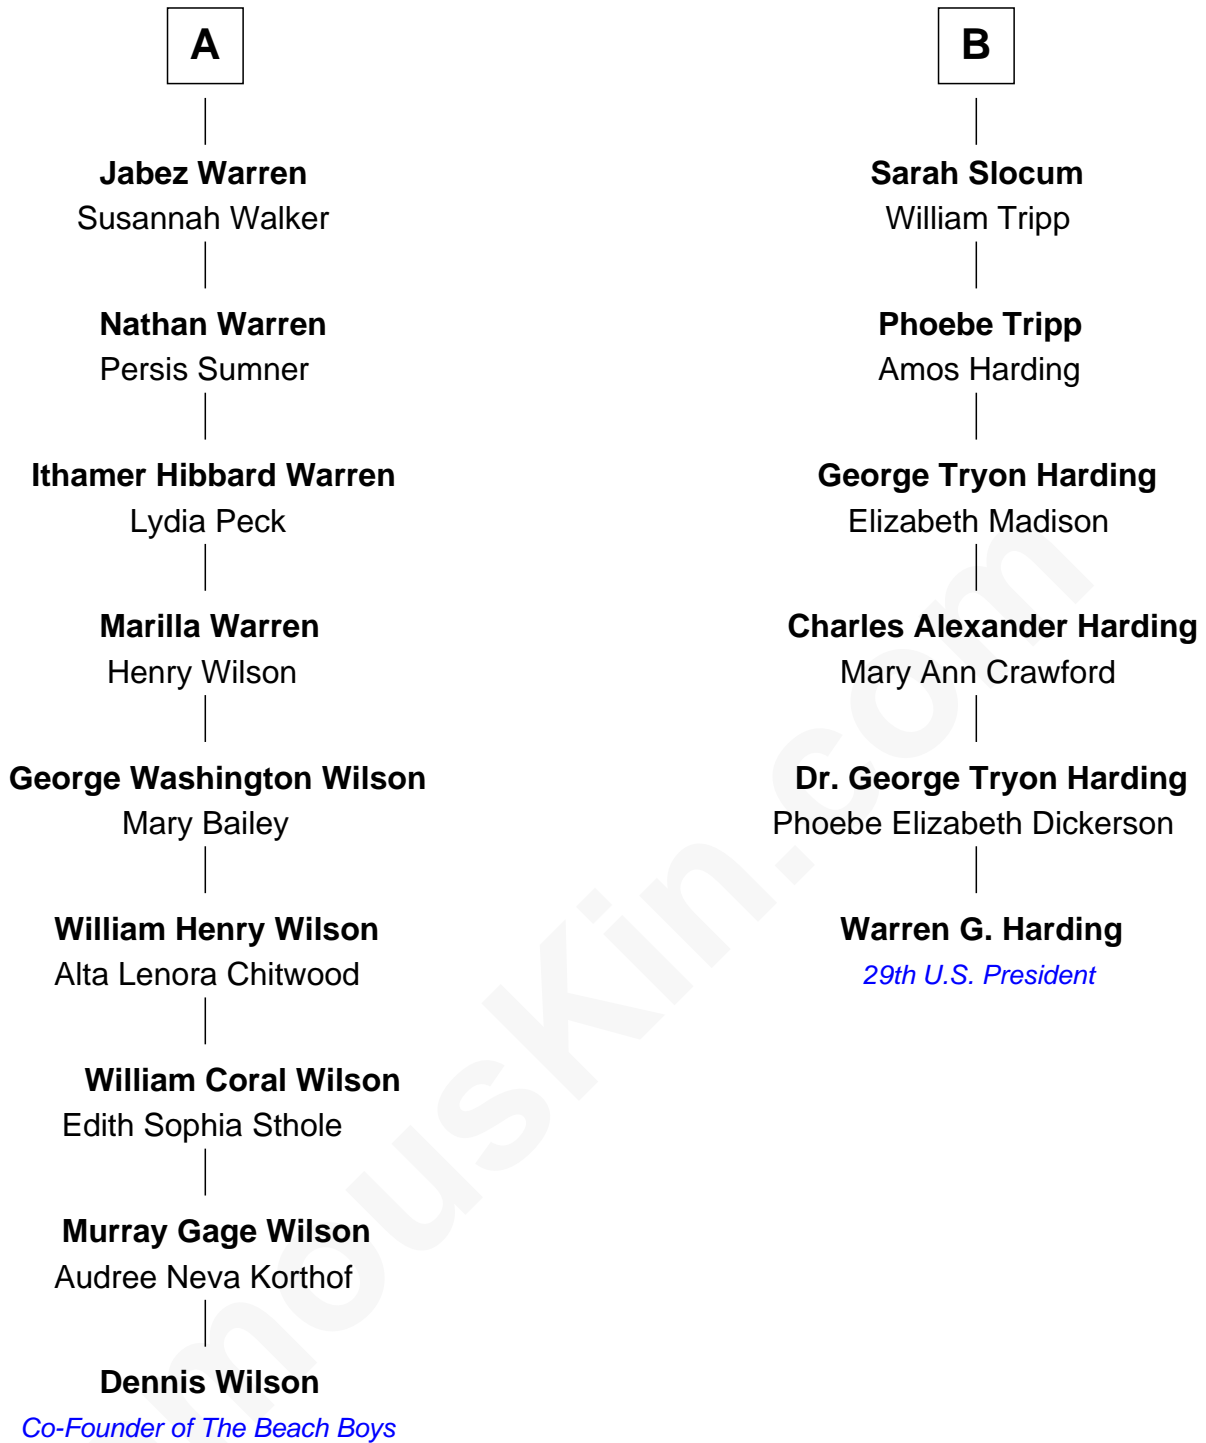 A
Jabez Warren
Susannah Walker
Nathan Warren
Persis Sumner
Ithamer Hibbard Warren
Lydia Peck
Marilla Warren
Henry Wilson
George Washington Wilson
Mary Bailey
William Henry Wilson
Alta Lenora Chitwood
William Coral Wilson
Edith Sophia Sthole
Murray Gage Wilson
Audree Neva Korthof
Dennis Wilson
Co-Founder of The Beach Boys
B
Sarah Slocum
William Tripp
Phoebe Tripp
Amos Harding
George Tryon Harding
Elizabeth Madison
Charles Alexander Harding
Mary Ann Crawford
Dr. George Tryon Harding
Phoebe Elizabeth Dickerson
Warren G. Harding
29th U.S. President
mousKin.com